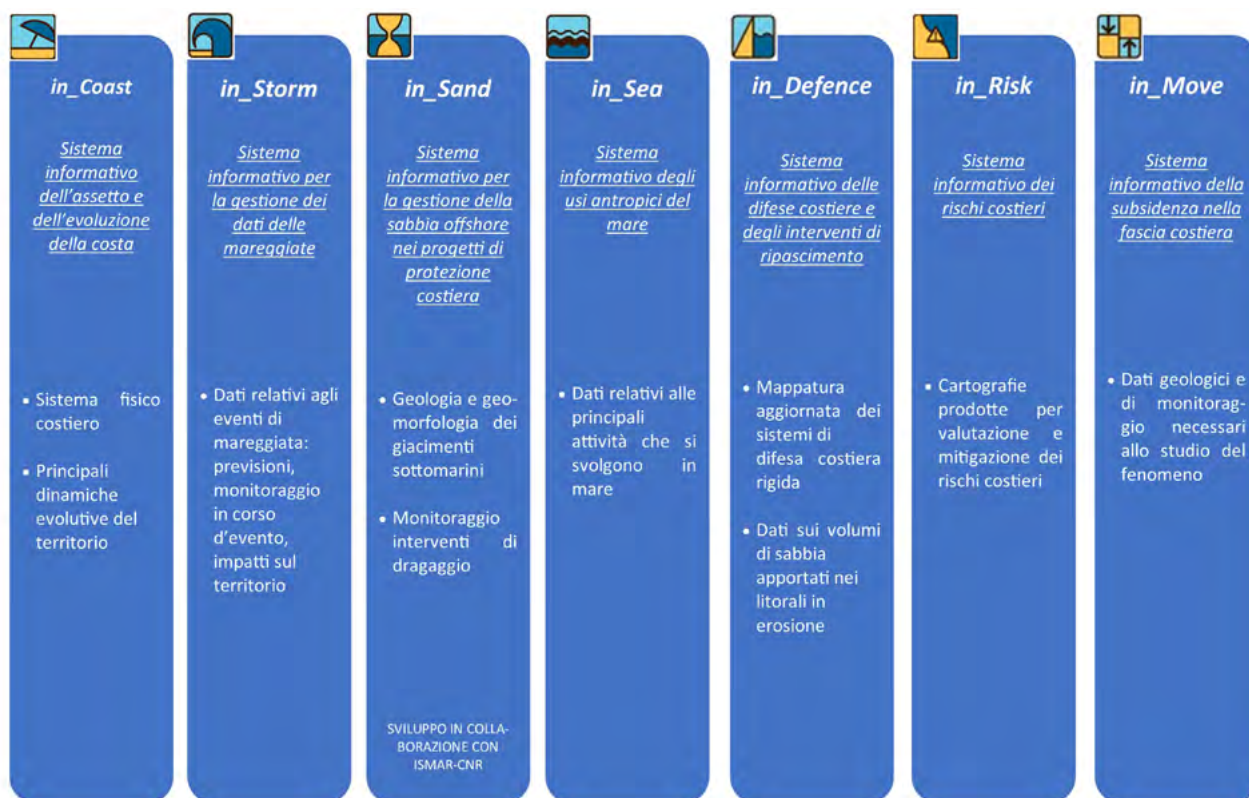 in_Coast
Sistema
informativo
dell'assetto e
dell'evoluzione
della costa
▪ Sistema fisico
costiero
▪ Principali
dinamiche
evolutive del
territorio
in_Storm
Sistema
informativo per
la gestione dei
dati delle
mareggiate
• Dati relativi agli
eventi di
mareggiata:
previsioni,
monitoraggio
in corso
d'evento,
impatti sul
territorio
in_Sand
Sistema
informativo per
la gestione della
sabbia offshore
nei progetti di
protezione
costiera
• Geologia e geo-
morfologia dei
giacimenti
sottomarini
• Monitoraggio
interventi di
dragaggio
SVILUPPO IN COLLA-
BORAZIONE CON
ISMAR-CNR
in_Sea
Sistema
informativo degli
usi antropici del
mare
• Dati relativi alle
principali
attività che si
svolgono in
mare
in_Defence
Sistema
informativo delle
difese costiere e
degli interventi di
ripascimento
• Mappatura
aggiornata dei
sistemi di
difesa costiera
rigida
• Dati sui volumi
di sabbia
apportati nei
litorali in
erosione
in_Risk
Sistema
informativo dei
rischi costieri
• Cartografie
prodotte per
valutazione e
mitigazione dei
rischi costieri
in_Move
Sistema
informativo della
subsidenza nella
fascia costiera
• Dati geologici e
di monitorag-
gio necessari
allo studio del
fenomeno